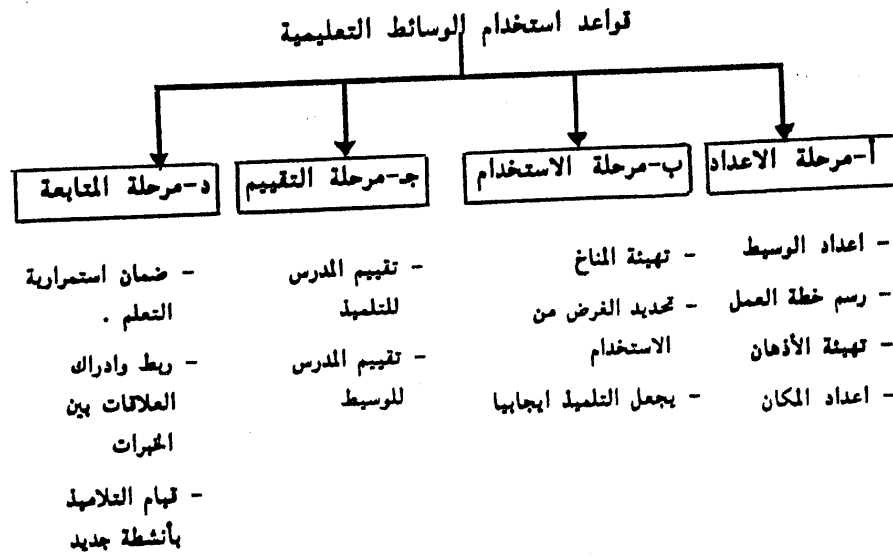 قواعد استخدام الوسائط التعليمية
أ-مرحلة الاعداد
ب-مرحلة الاستخدام
جـ-مرحلة التقييم
د-مرحلة المتابعة
- اعداد الوسيط
- رسم خطة العمل
- تهيئة الأذهان
- اعداد المكان
- تهيئة المناخ
- تحديد الغرض من
الاستخدام
- يجعل التلميذ ايجابيا
- تقييم المدرس
للتلميذ
- تقييم المدرس
للوسيط
- ضمان استمرارية
التعلم .
- ربط وادراك
العلاقات بين
الخبرات
- قيام التلاميذ
بأنشطة جديد